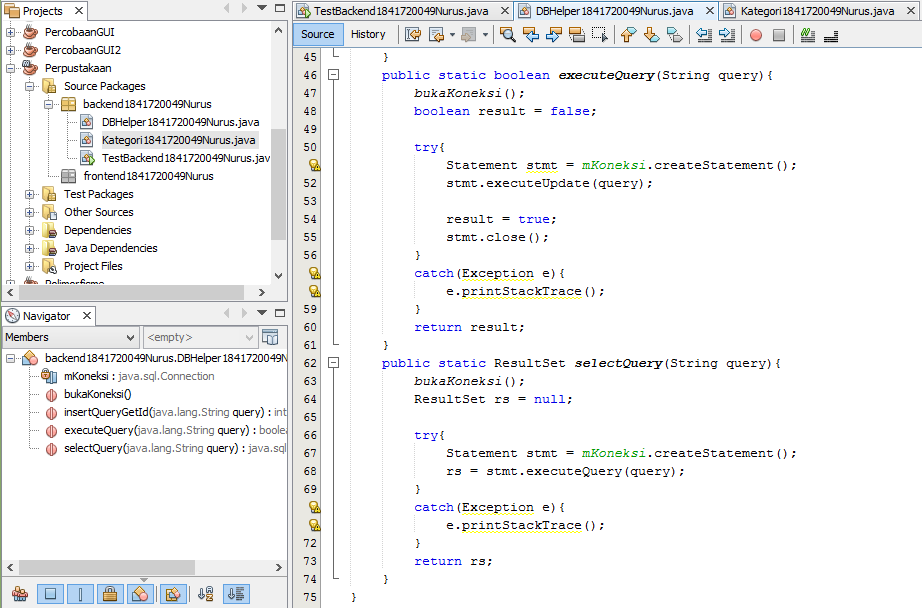 Projects
PercobaanGUI
PercobaanGUI2
Perpustakaan
Source Packages
backend1841720049Nurus
DBHelper1841720049Nurus.java
Kategori1841720049Nurus.java
TestBackend1841720049Nurus.jav
frontend1841720049Nurus
Test Packages
Other Sources
Dependencies
Java Dependencies
Project Files
Navigator
Members <empty>
backend1841720049Nurus.DBHelper1841720049N
mKoneksi : java.sql.Connection
bukaKoneksi()
insertQueryGetId(java.lang.String query) : int
executeQuery(java.lang.String query) : boolea
selectQuery(java.lang.String query) : java.sql
TestBackend1841720049Nurus.java DBHelper1841720049Nurus.java Kategori1841720049Nurus.java
Source History
45 }
46 public static boolean executeQuery(String query){
47 bukaKoneksi();
48 boolean result = false;
49
50 try{
Statement stmt = mKoneksi.createStatement();
52 stmt.executeUpdate(query);
53
54 result = true;
55 stmt.close();
56 }
catch(Exception e){
e.printStackTrace();
59 }
60 return result;
61 }
62 public static ResultSet selectQuery(String query){
63 bukaKoneksi();
64 ResultSet rs = null;
65
66 try{
67 Statement stmt = mKoneksi.createStatement();
68 rs = stmt.executeQuery(query);
69 }
catch(Exception e){
e.printStackTrace();
72 }
73 return rs;
74 }
75 }